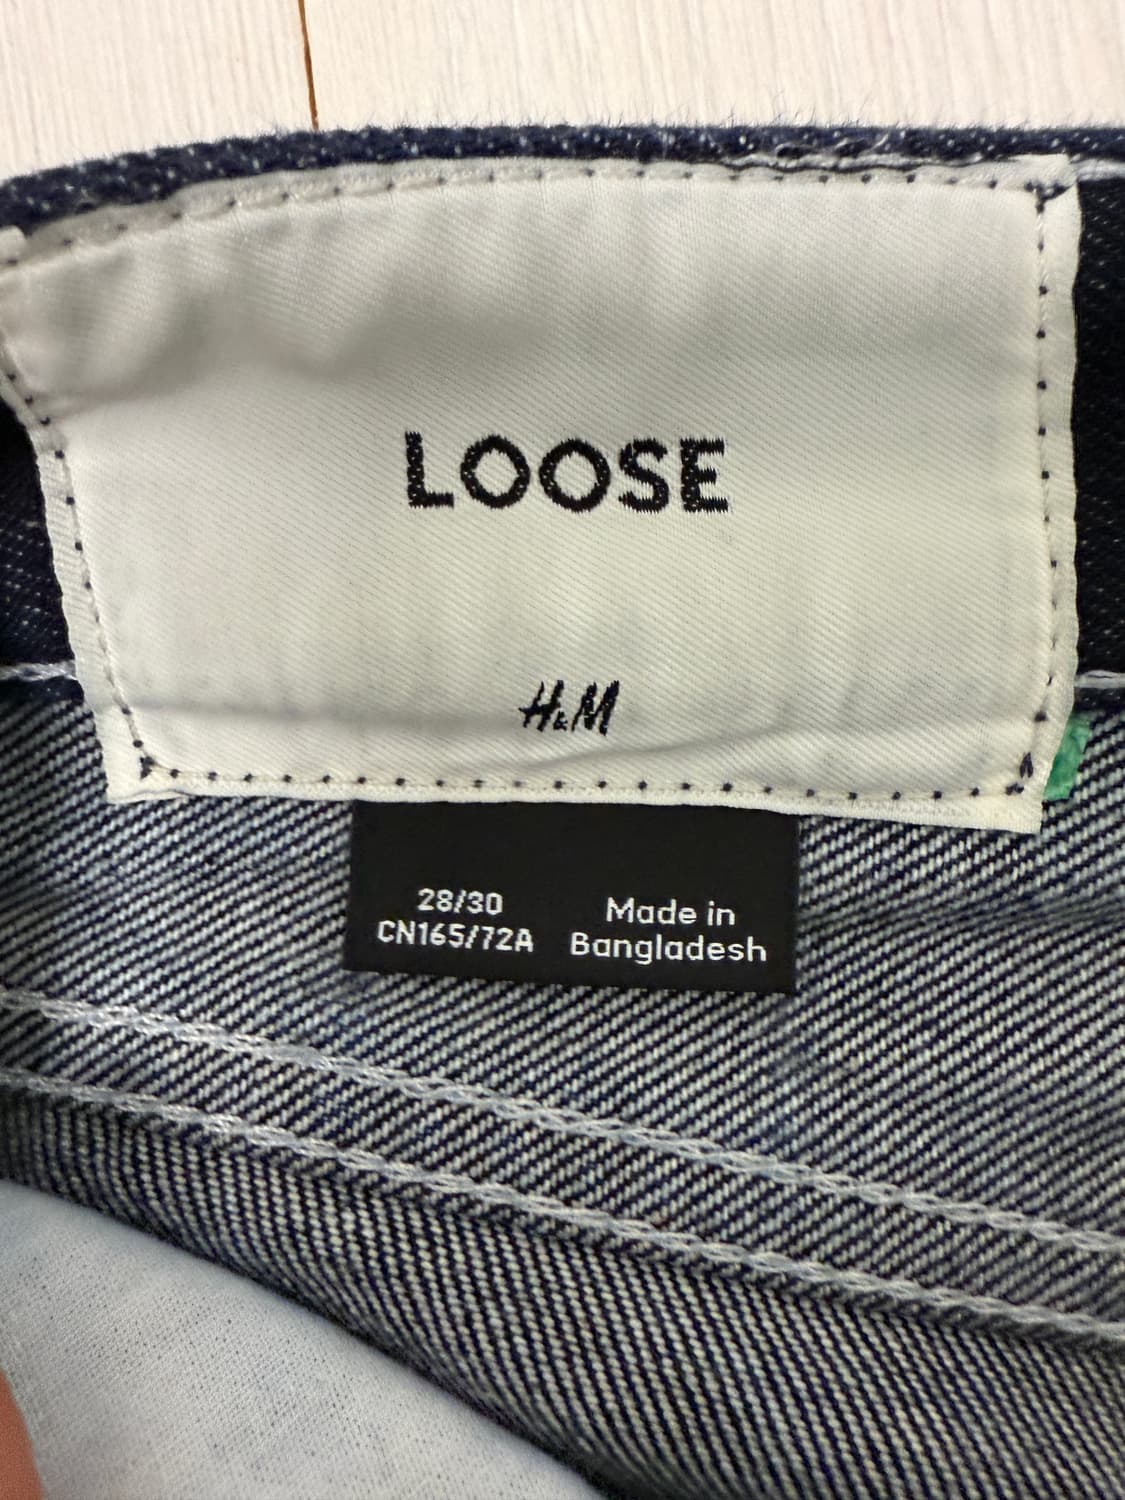 LOOSE
H&M
28/30
CN165/72A
Made in
Bangladesh